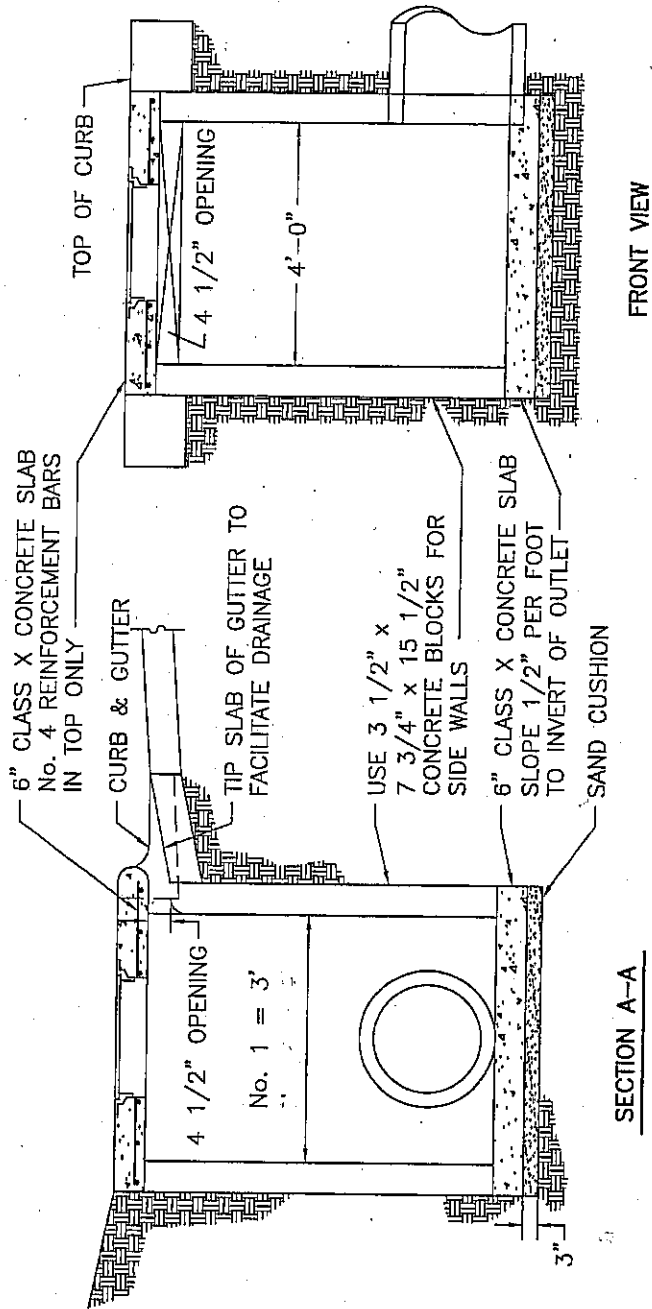 6" CLASS X CONCRETE SLAB
No. 4 REINFORCEMENT BARS
IN TOP ONLY
CURB & GUTTER
TIP SLAB OF GUTTER TO
FACILITATE DRAINAGE
4 1/2" OPENING
No. 1 = 3'
USE 3 1/2" x
7 3/4" x 15 1/2"
CONCRETE BLOCKS FOR
SIDE WALLS
6" CLASS X CONCRETE SLAB
SLOPE 1/2" PER FOOT
TO INVERT OF OUTLET
SAND CUSHION
3"
SECTION A-A
TOP OF CURB
4 1/2" OPENING
4'-0"
FRONT VIEW